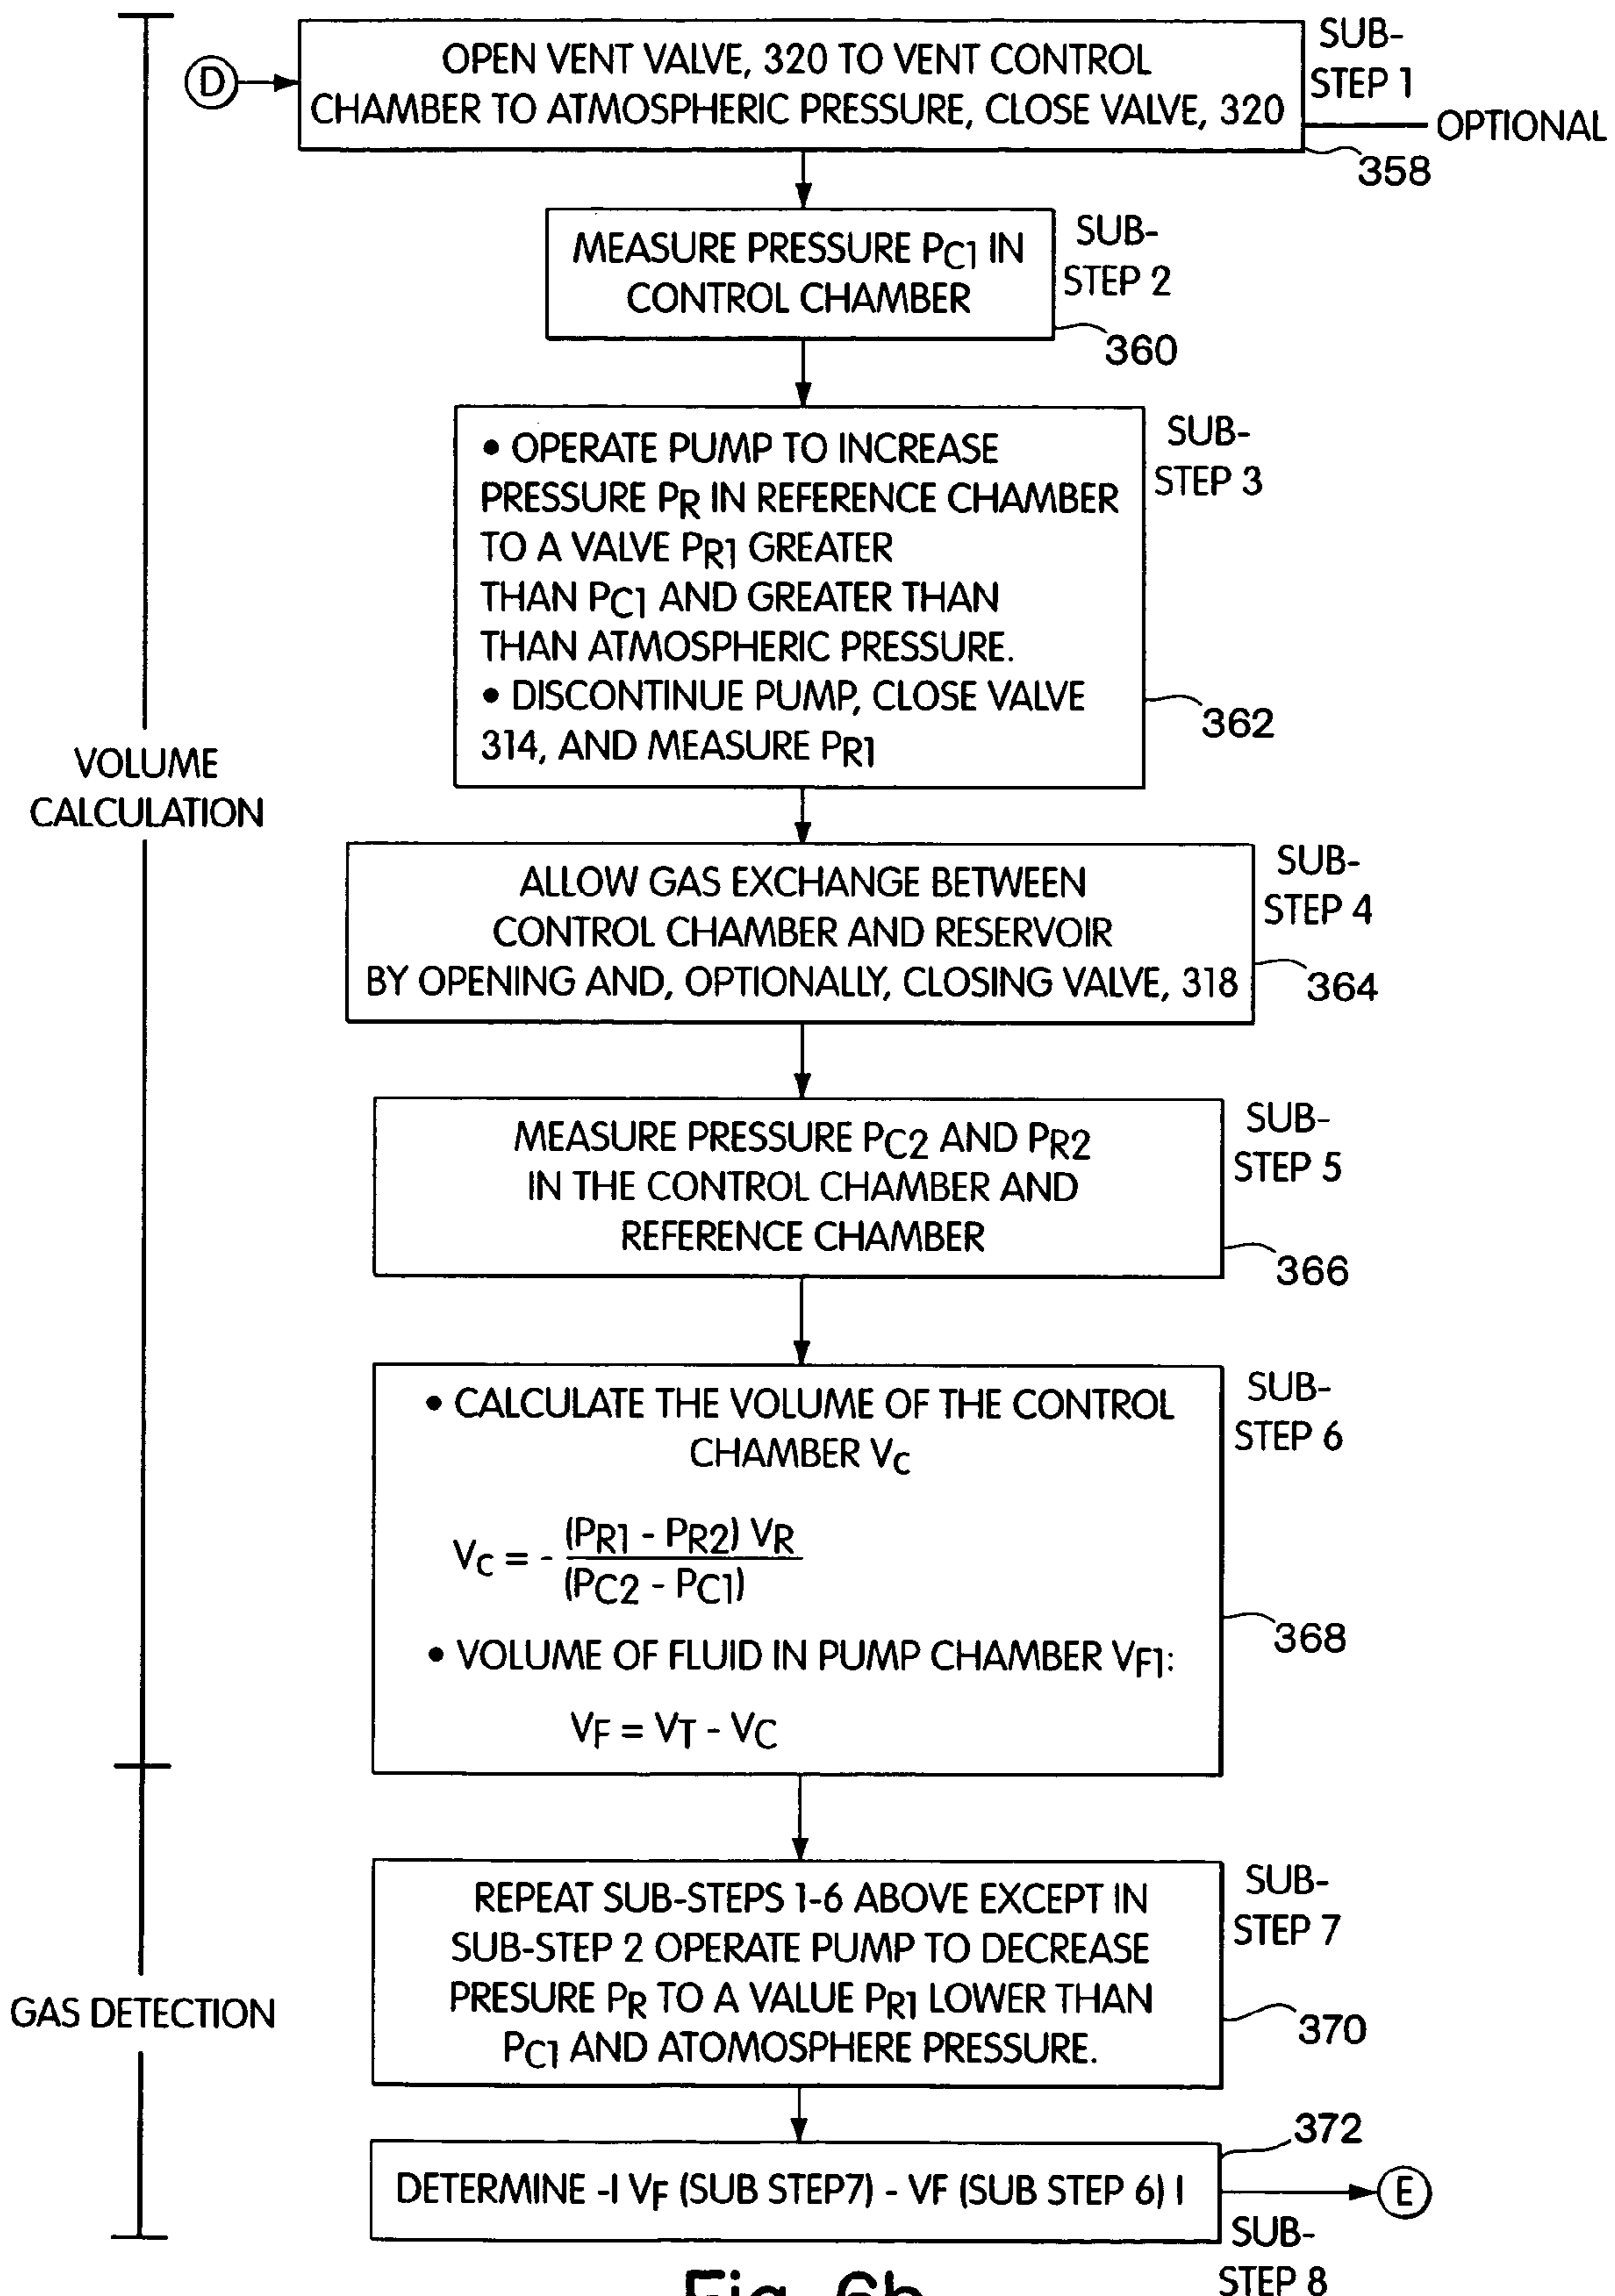 D
OPEN VENT VALVE, 320 TO VENT CONTROL
CHAMBER TO ATMOSPHERIC PRESSURE, CLOSE VALVE, 320
SUB-
STEP 1
OPTIONAL
358
MEASURE PRESSURE PC1 IN
CONTROL CHAMBER
SUB-
STEP 2
360
• OPERATE PUMP TO INCREASE
PRESSURE PR IN REFERENCE CHAMBER
TO A VALVE PR1 GREATER
THAN PC1 AND GREATER THAN
THAN ATMOSPHERIC PRESSURE.
• DISCONTINUE PUMP, CLOSE VALVE
314, AND MEASURE PR1
SUB-
STEP 3
362
VOLUME
CALCULATION
ALLOW GAS EXCHANGE BETWEEN
CONTROL CHAMBER AND RESERVOIR
BY OPENING AND, OPTIONALLY, CLOSING VALVE, 318
SUB-
STEP 4
364
MEASURE PRESSURE PC2 AND PR2
IN THE CONTROL CHAMBER AND
REFERENCE CHAMBER
SUB-
STEP 5
366
• CALCULATE THE VOLUME OF THE CONTROL
CHAMBER VC
VC = - (PR1 - PR2) VR
(PC2 - PC1)
• VOLUME OF FLUID IN PUMP CHAMBER VF1:
VF = VT - VC
SUB-
STEP 6
368
REPEAT SUB-STEPS 1-6 ABOVE EXCEPT IN
SUB-STEP 2 OPERATE PUMP TO DECREASE
PRESURE PR TO A VALUE PR1 LOWER THAN
PC1 AND ATOMOSPHERE PRESSURE.
SUB-
STEP 7
370
GAS DETECTION
DETERMINE -I VF (SUB STEP7) - VF (SUB STEP 6) I
372
E
SUB-
STEP 8
Fig. 6b